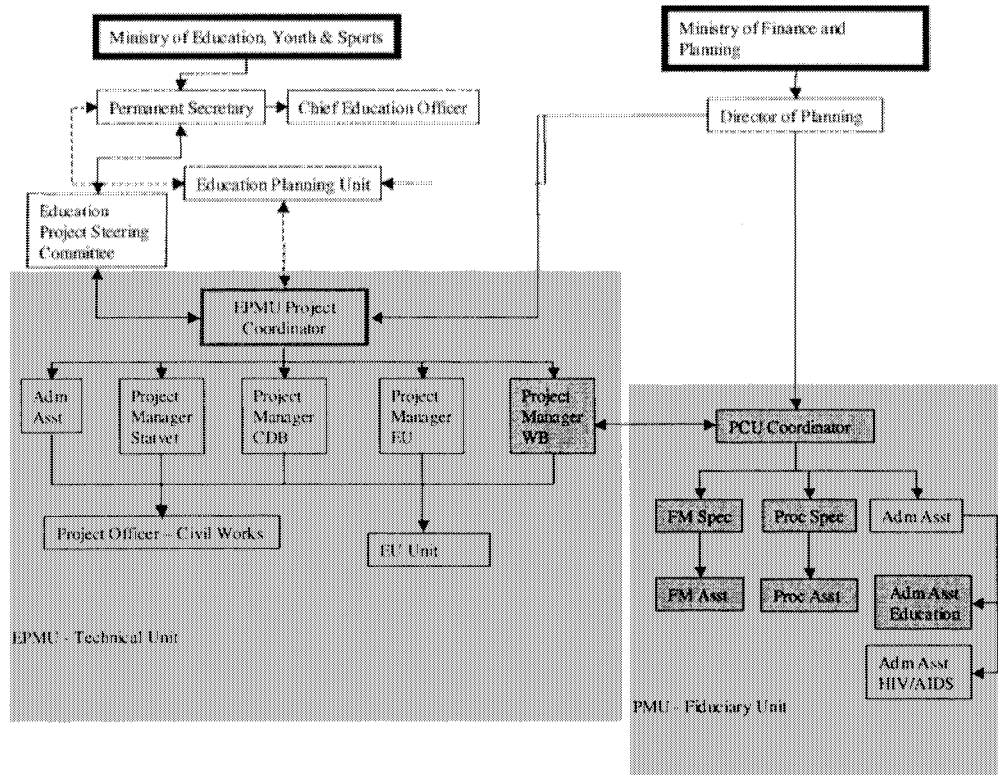 Ministry of Education, Youth & Sports
Ministry of Finance and
Planning
Permanent Secretary
Chief Education Officer
Director of Planning
Education Planning Unit
Education
Project Steering
Committee
EPMU Project
Coordinator
Adm
Asst
Project
Manager
Statvet
Project
Manager
CDB
Project
Manager
EU
Project
Manager
WB
PCU Coordinator
Project Officer – Civil Works
EU Unit
FM Spec
Proc Spec
Adm Asst
FM Asst
Proc Asst
Adm Asst
Education
Adm Asst
HIV/AIDS
EPMU - Technical Unit
PMU - Fiduciary Unit